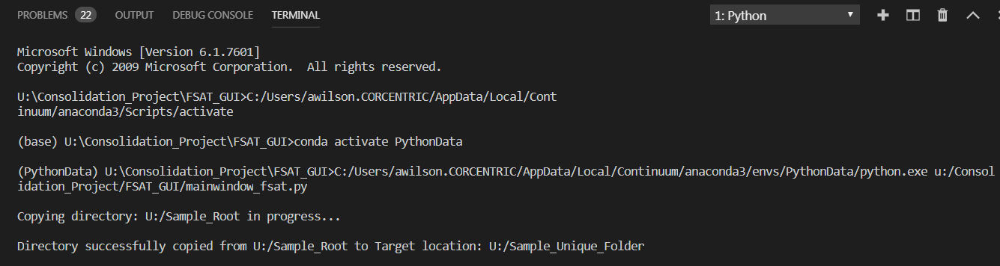 PROBLEMS 22 OUTPUT DEBUG CONSOLE TERMINAL 1: Python
Microsoft Windows [Version 6.1.7601]
Copyright (c) 2009 Microsoft Corporation.  All rights reserved.
U:\Consolidation_Project\FSAT_GUI>C:/Users/awilson.CORCENTRIC/AppData/Local/Cont
inuum/anaconda3/Scripts/activate
(base) U:\Consolidation_Project\FSAT_GUI>conda activate PythonData
(PythonData) U:\Consolidation_Project\FSAT_GUI>C:/Users/awilson.CORCENTRIC/AppData/Local/Continuum/anaconda3/envs/PythonData/python.exe u:/Consol
idation_Project/FSAT_GUI/mainwindow_fsat.py
Copying directory: U:/Sample_Root in progress...
Directory successfully copied from U:/Sample_Root to Target location: U:/Sample_Unique_Folder